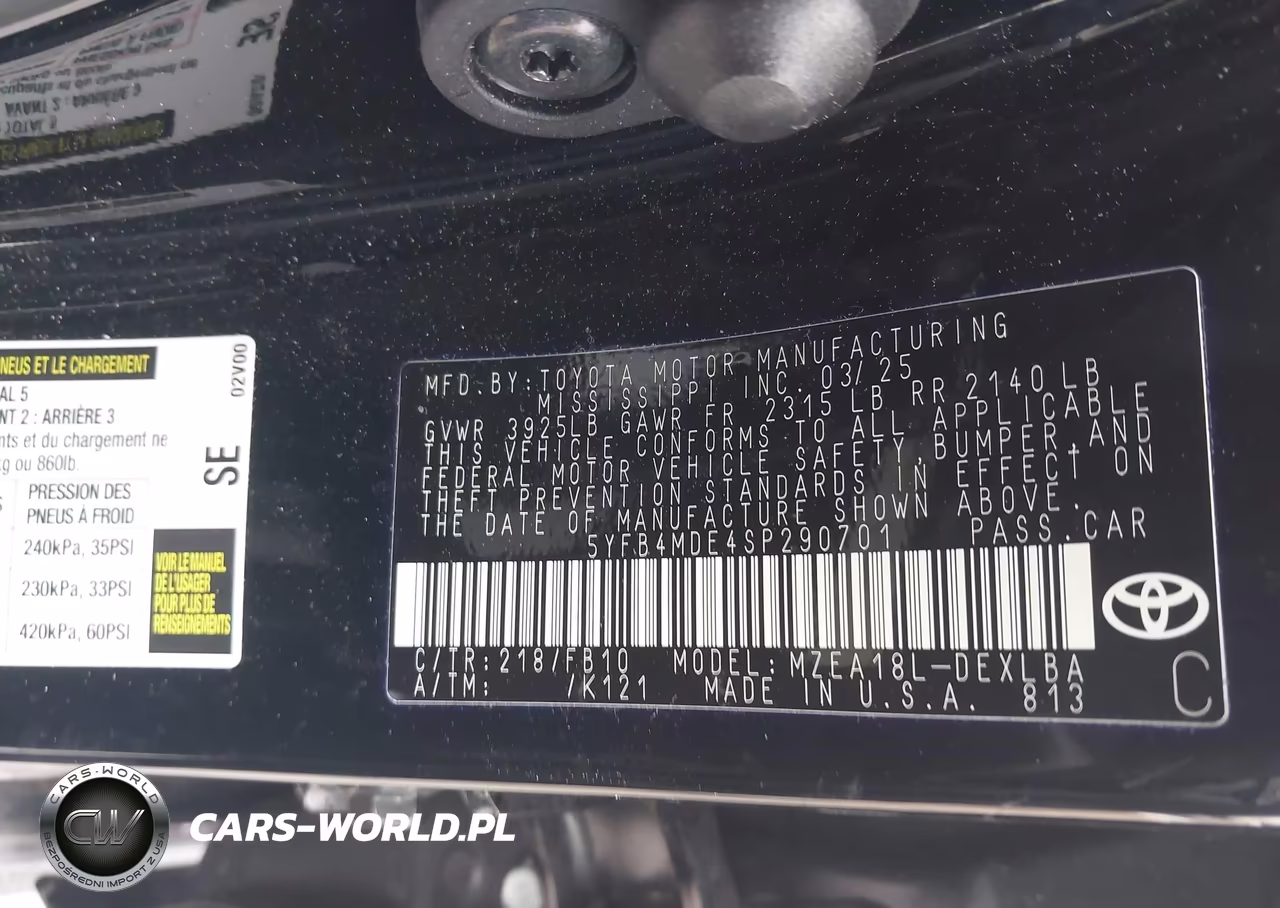 PNEUS ET LE CHARGEMENT
AL 5
NT 2 : ARRIÈRE 3
nts et du chargement ne
kg ou 860lb.
PRESSION DES
PNEUS À FROID
240kPa, 35PSI
230kPa, 33PSI
420kPa, 60PSI
02V00
SE
VOIR LE MANUEL
DE L'USAGER
POUR PLUS DE
RENSEIGNEMENTS
MFD.BY:TOYOTA MOTOR MANUFACTURING
MISSISSIPPI INC. 03/25
GVWR 3925LB GAWR FR 2315 LB RR 2140LB
THIS VEHICLE CONFORMS TO ALL APPLICABLE
FEDERAL MOTOR VEHICLE SAFETY,BUMPER,AND
THEFT PREVENTION STANDARDS IN EFFECT ON
THE DATE OF MANUFACTURE SHOWN ABOVE.
5YFB4MDE4SP290701 PASS.CAR
C/TR:218/FB10 MODEL:MZEA18L-DEXLBA
A/TM: /K121 MADE IN U.S.A. 813
C
CARS-WORLD
CW
BEZPOŚREDNI IMPORT Z USA
CARS-WORLD.PL